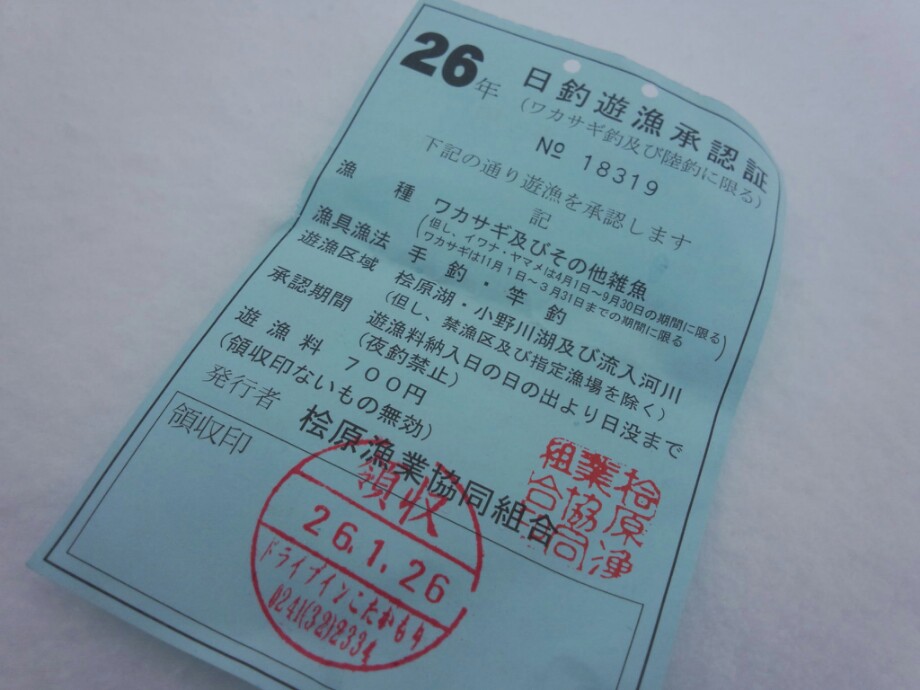 26年 日釣遊漁承認証
(ワカサギ釣及び陸釣に限る)
№ 18319
下記の通り遊漁を承認します
記
漁種 ワカサギ及びその他雑魚
(但し、イワナ・ヤマメは4月1日~9月30日の期間に限る
ワカサギは11月1日~3月31日までの期間に限る)
漁具漁法 手釣・竿釣
遊漁区域 桧原湖・小野川湖及び流入河川
(但し、禁漁区及び指定漁場を除く)
承認期間 遊漁料納入日の日の出より日没まで
(夜釣禁止)
遊漁料 700円
(領収印ないもの無効)
発行者 桧原漁業協同組合
桧原漁業協同組合
領収印
領収
26.1.26
ドライブインこたかもり
0241(32)2334